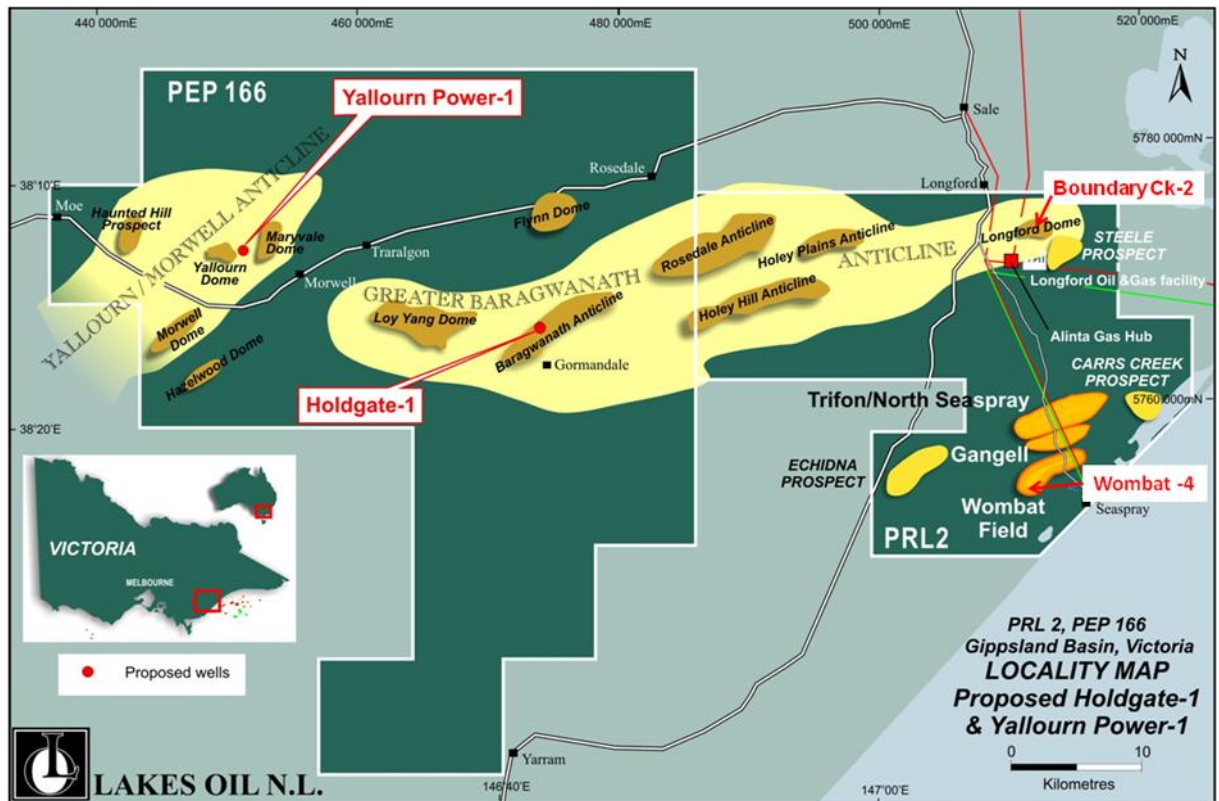 440 000mE
460 000mE
480 000mE
500 000mE
520 000mE
N
PEP 166
Yallourn Power-1
Sale
5780 000mN
38°10'
Moe
Rosedale
Longford
Boundary Ck-2
YALLOURN / MORWELL ANTICLINE
Haunted Hill
Prospect
Maryvale
Dome
Yallourn
Dome
Flynn Dome
Traralgon
Morwell
Rosedale Anticline
Holey Plains Anticline
Longford Dome
STEELE
PROSPECT
GREATER BARAGWANATH
ANTICLINE
Longford Oil &Gas facility
Loy Yang Dome
Holey Hill Anticline
Morwell
Dome
Baragwanath Anticline
Alinta Gas Hub
Hazelwood Dome
Gormandale
CARRS CREEK
PROSPECT
Holdgate-1
Trifon/North Seaspray
5760 000mN
38°20'
Gangell
ECHIDNA
PROSPECT
Wombat -4
Wombat
Field
Seaspray
PRL2
VICTORIA
MELBOURNE
Proposed wells
PRL 2, PEP 166
Gippsland Basin, Victoria
LOCALITY MAP
Proposed Holdgate-1
& Yallourn Power-1
0
10
Kilometres
Yarram
LAKES OIL N.L.
146°40'E
147°00'E